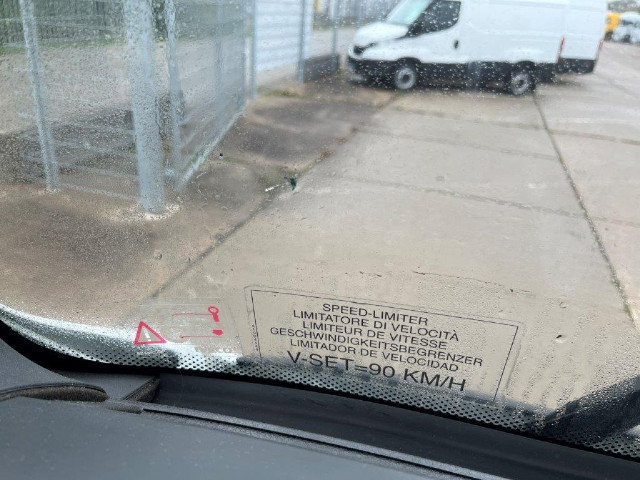 SPEED-LIMITER
LIMITATORE DI VELOCITÀ
LIMITEUR DE VITESSE
GESCHWINDIGKEITSBEGRENZER
LIMITADOR DE VELOCIDAD
V-SET=90 KM/H